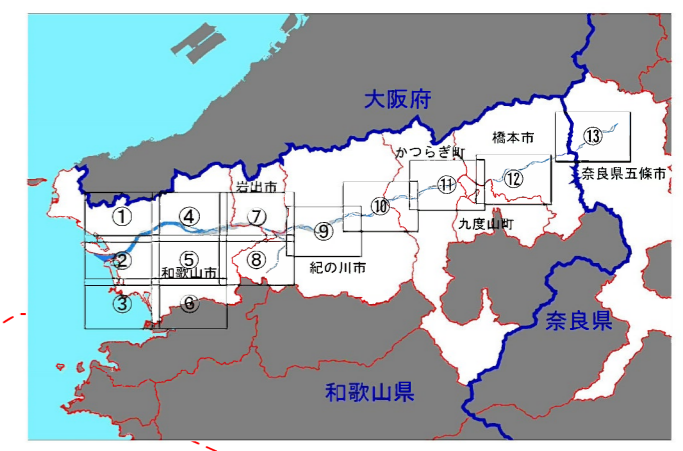 大阪府
橋本市
⑬
かつらぎ町
奈良県五條市
⑫
⑪
岩出市
⑩
①
④
⑦
九度山町
⑨
②
⑤
⑧
和歌山市
紀の川市
③
⑥
奈良県
和歌山県